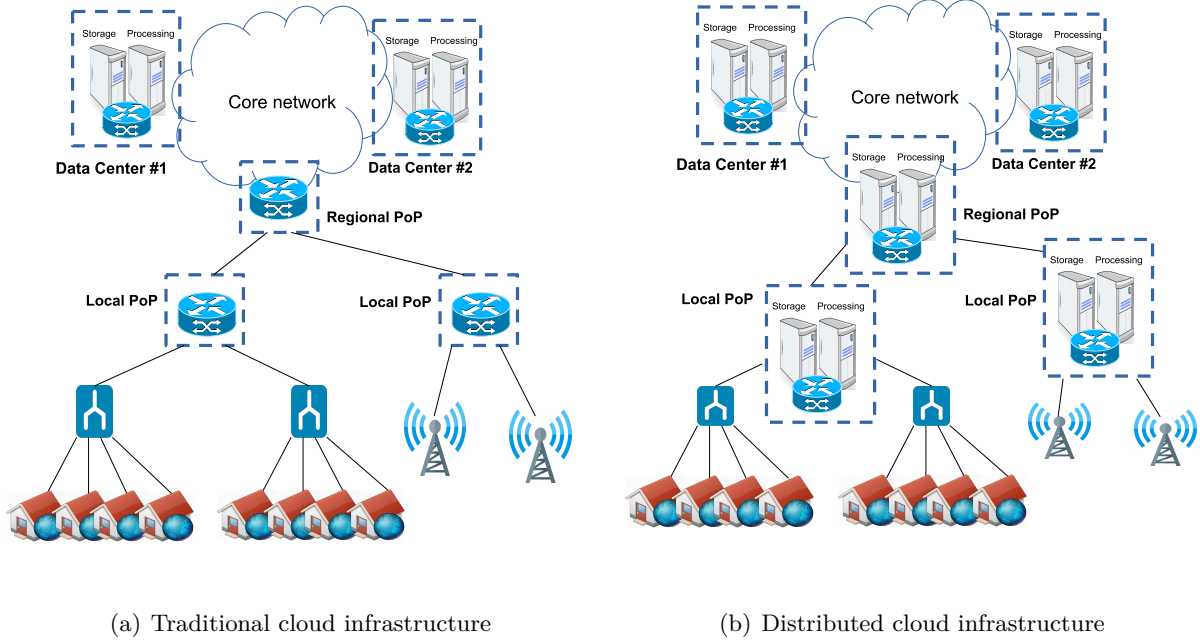 Storage Processing
Storage Processing
Core network
Data Center #1
Data Center #2
Regional PoP
Local PoP
Local PoP
(a) Traditional cloud infrastructure
Storage Processing
Storage Processing
Core network
Data Center #1
Data Center #2
Storage Processing
Regional PoP
Storage Processing
Local PoP
Local PoP
Storage Processing
(b) Distributed cloud infrastructure